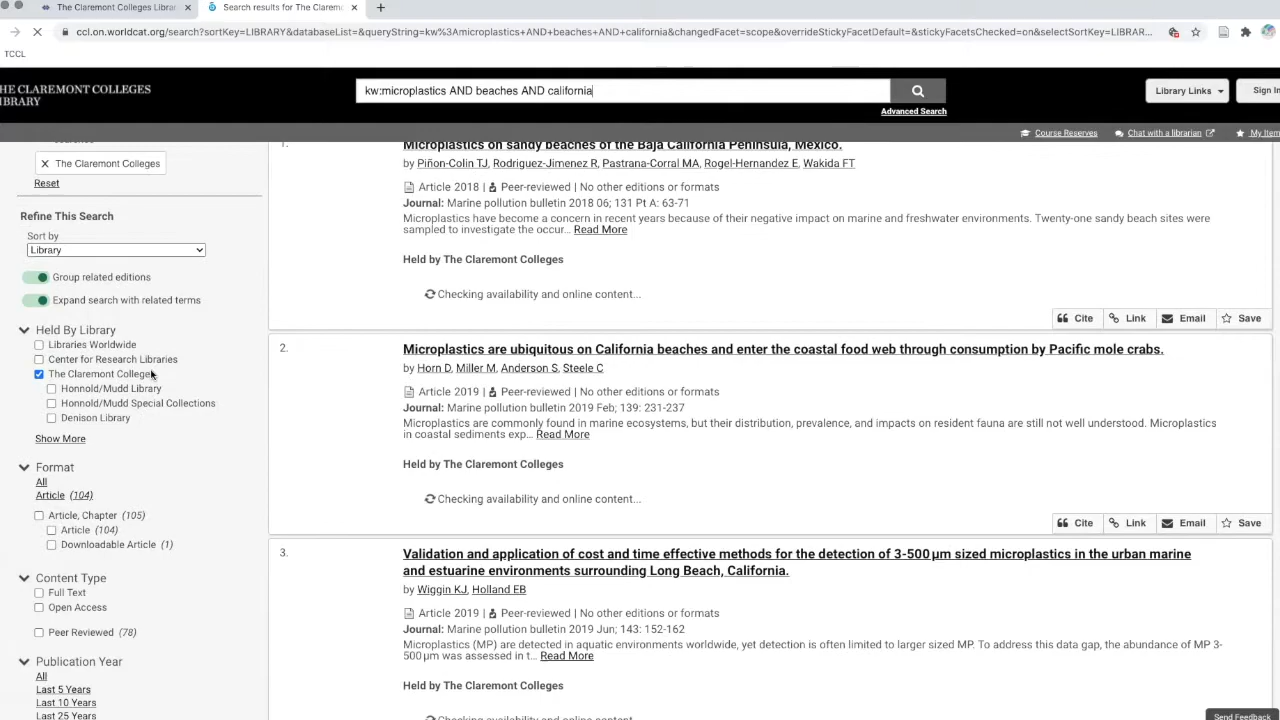 The Claremont Colleges Library
Search results for The Claremo
ccl.on.worldcat.org/search?sortKey=LIBRARY&databaseList=&queryString=kw%3Amicroplastics+AND+beaches+AND+california&changedFacet=scope&overrideStickyFacetDefault=&stickyFacetsChecked=on&selectSortKey=LIBRAR...
TCCL
HE CLAREMONT COLLEGES
IBRARY
kw:microplastics AND beaches AND california
Library Links
Sign In
Advanced Search
Course Reserves
Chat with a librarian
My Item
The Claremont Colleges
Reset
Refine This Search
Sort by
Library
Group related editions
Expand search with related terms
Held By Library
Libraries Worldwide
Center for Research Libraries
The Claremont Colleges
Honnold/Mudd Library
Honnold/Mudd Special Collections
Denison Library
Show More
Format
All
Article (104)
Article, Chapter (105)
Article (104)
Downloadable Article (1)
Content Type
Full Text
Open Access
Peer Reviewed (78)
Publication Year
All
Last 5 Years
Last 10 Years
Last 25 Years
1.
Microplastics on sandy beaches of the Baja California Peninsula, Mexico.
by Piñon-Colin TJ, Rodriguez-Jimenez R, Pastrana-Corral MA, Rogel-Hernandez E, Wakida FT
Article 2018 | Peer-reviewed | No other editions or formats
Journal: Marine pollution bulletin 2018 06; 131 Pt A: 63-71
Microplastics have become a concern in recent years because of their negative impact on marine and freshwater environments. Twenty-one sandy beach sites were
sampled to investigate the occur... Read More
Held by The Claremont Colleges
Checking availability and online content...
Cite Link Email Save
2.
Microplastics are ubiquitous on California beaches and enter the coastal food web through consumption by Pacific mole crabs.
by Horn D, Miller M, Anderson S, Steele C
Article 2019 | Peer-reviewed | No other editions or formats
Journal: Marine pollution bulletin 2019 Feb; 139: 231-237
Microplastics are commonly found in marine ecosystems, but their distribution, prevalence, and impacts on resident fauna are still not well understood. Microplastics
in coastal sediments exp... Read More
Held by The Claremont Colleges
Checking availability and online content...
Cite Link Email Save
3.
Validation and application of cost and time effective methods for the detection of 3-500 μm sized microplastics in the urban marine
and estuarine environments surrounding Long Beach, California.
by Wiggin KJ, Holland EB
Article 2019 | Peer-reviewed | No other editions or formats
Journal: Marine pollution bulletin 2019 Jun; 143: 152-162
Microplastics (MP) are detected in aquatic environments worldwide, yet detection is often limited to larger sized MP. To address this data gap, the abundance of MP 3-
500 μm was assessed in t... Read More
Held by The Claremont Colleges
Checking availability and online content...
Send Feedback